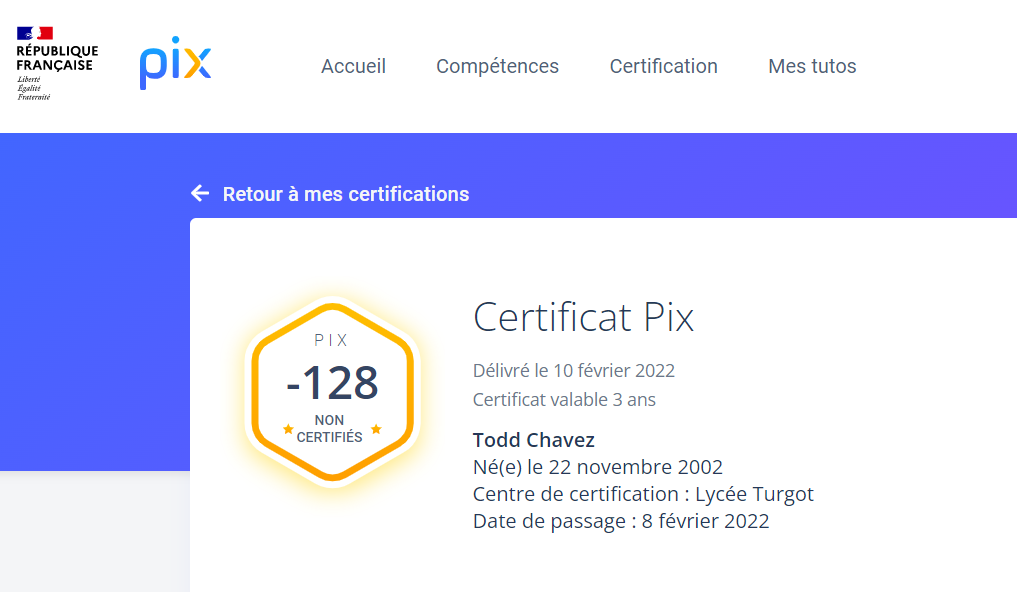 RÉPUBLIQUE
FRANÇAISE
Liberté
Égalité
Fraternité
pix
Accueil
Compétences
Certification
Mes tutos
Retour à mes certifications
PIX
-128
NON
CERTIFIÉS
Certificat Pix
Délivré le 10 février 2022
Certificat valable 3 ans
Todd Chavez
Né(e) le 22 novembre 2002
Centre de certification : Lycée Turgot
Date de passage : 8 février 2022